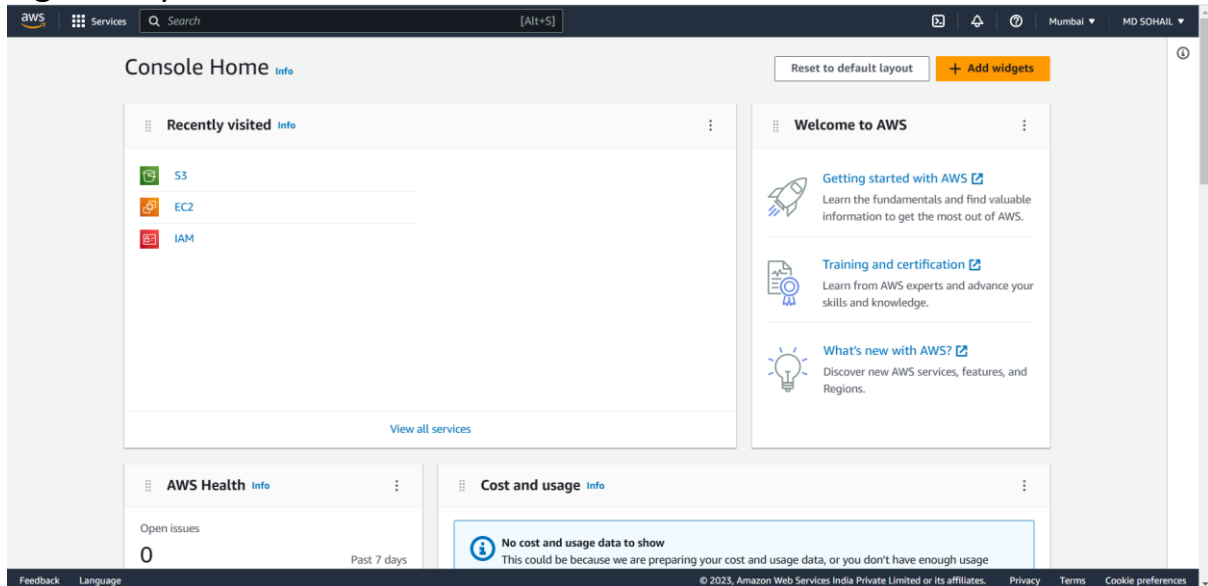 aws Services Search [Alt+S] Mumbai ▼ MD SOHAIL ▼
Console Home Info
Reset to default layout
+ Add widgets
Recently visited Info
S3
EC2
IAM
View all services
Welcome to AWS
Getting started with AWS
Learn the fundamentals and find valuable
information to get the most out of AWS.
Training and certification
Learn from AWS experts and advance your
skills and knowledge.
What's new with AWS?
Discover new AWS services, features, and
Regions.
AWS Health Info
Open issues
0 Past 7 days
Cost and usage Info
No cost and usage data to show
This could be because we are preparing your cost and usage data, or you don't have enough usage
Feedback Language © 2023, Amazon Web Services India Private Limited or its affiliates. Privacy Terms Cookie preferences